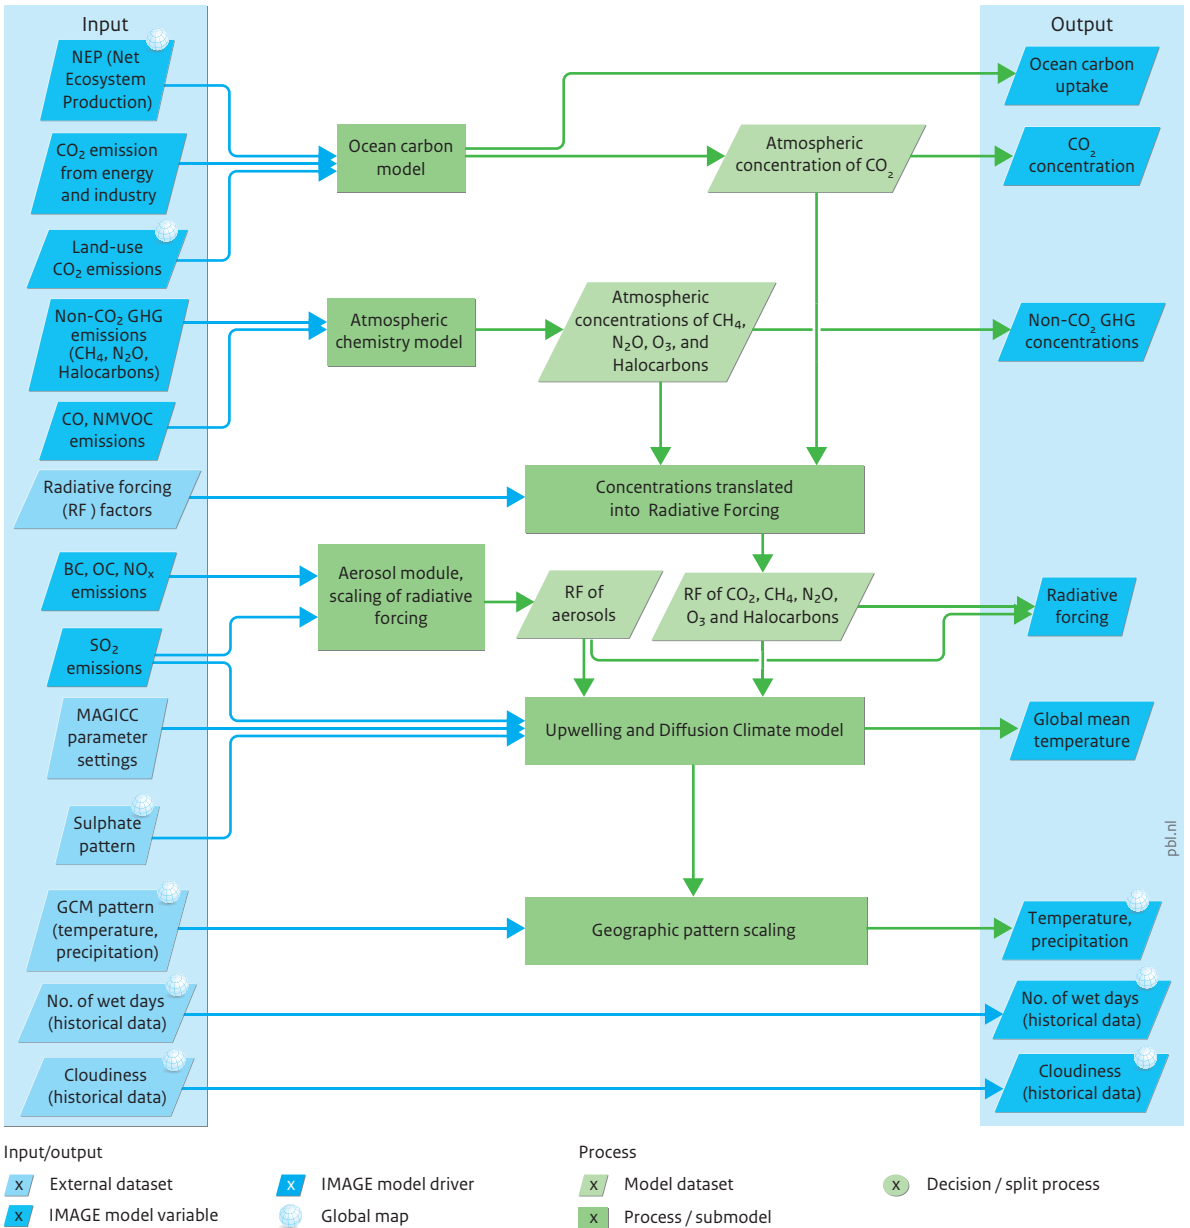 Input
NEP (Net
Ecosystem
Production)
CO₂ emission
from energy
and industry
Land-use
CO₂ emissions
Non-CO₂ GHG
emissions
(CH₄, N₂O,
Halocarbons)
CO, NMVOC
emissions
Radiative forcing
(RF ) factors
BC, OC, NOₓ
emissions
SO₂
emissions
MAGICC
parameter
settings
Sulphate
pattern
GCM pattern
(temperature,
precipitation)
No. of wet days
(historical data)
Cloudiness
(historical data)
Ocean carbon
model
Atmospheric
concentration of CO₂
Atmospheric
chemistry model
Atmospheric
concentrations of CH₄,
N₂O, O₃, and
Halocarbons
Concentrations translated
into Radiative Forcing
Aerosol module,
scaling of radiative
forcing
RF of
aerosols
RF of CO₂, CH₄, N₂O,
O₃ and Halocarbons
Upwelling and Diffusion Climate model
Geographic pattern scaling
Output
Ocean carbon
uptake
CO₂
concentration
Non-CO₂ GHG
concentrations
Radiative
forcing
Global mean
temperature
Temperature,
precipitation
No. of wet days
(historical data)
Cloudiness
(historical data)
pbl.nl
Input/output
x External dataset
x IMAGE model variable
x IMAGE model driver
Global map
Process
x Model dataset
x Process / submodel
x Decision / split process